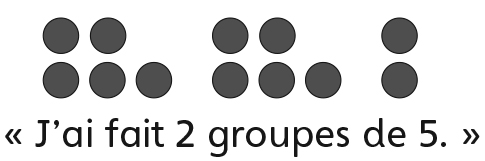 « J’ai fait 2 groupes de 5. »